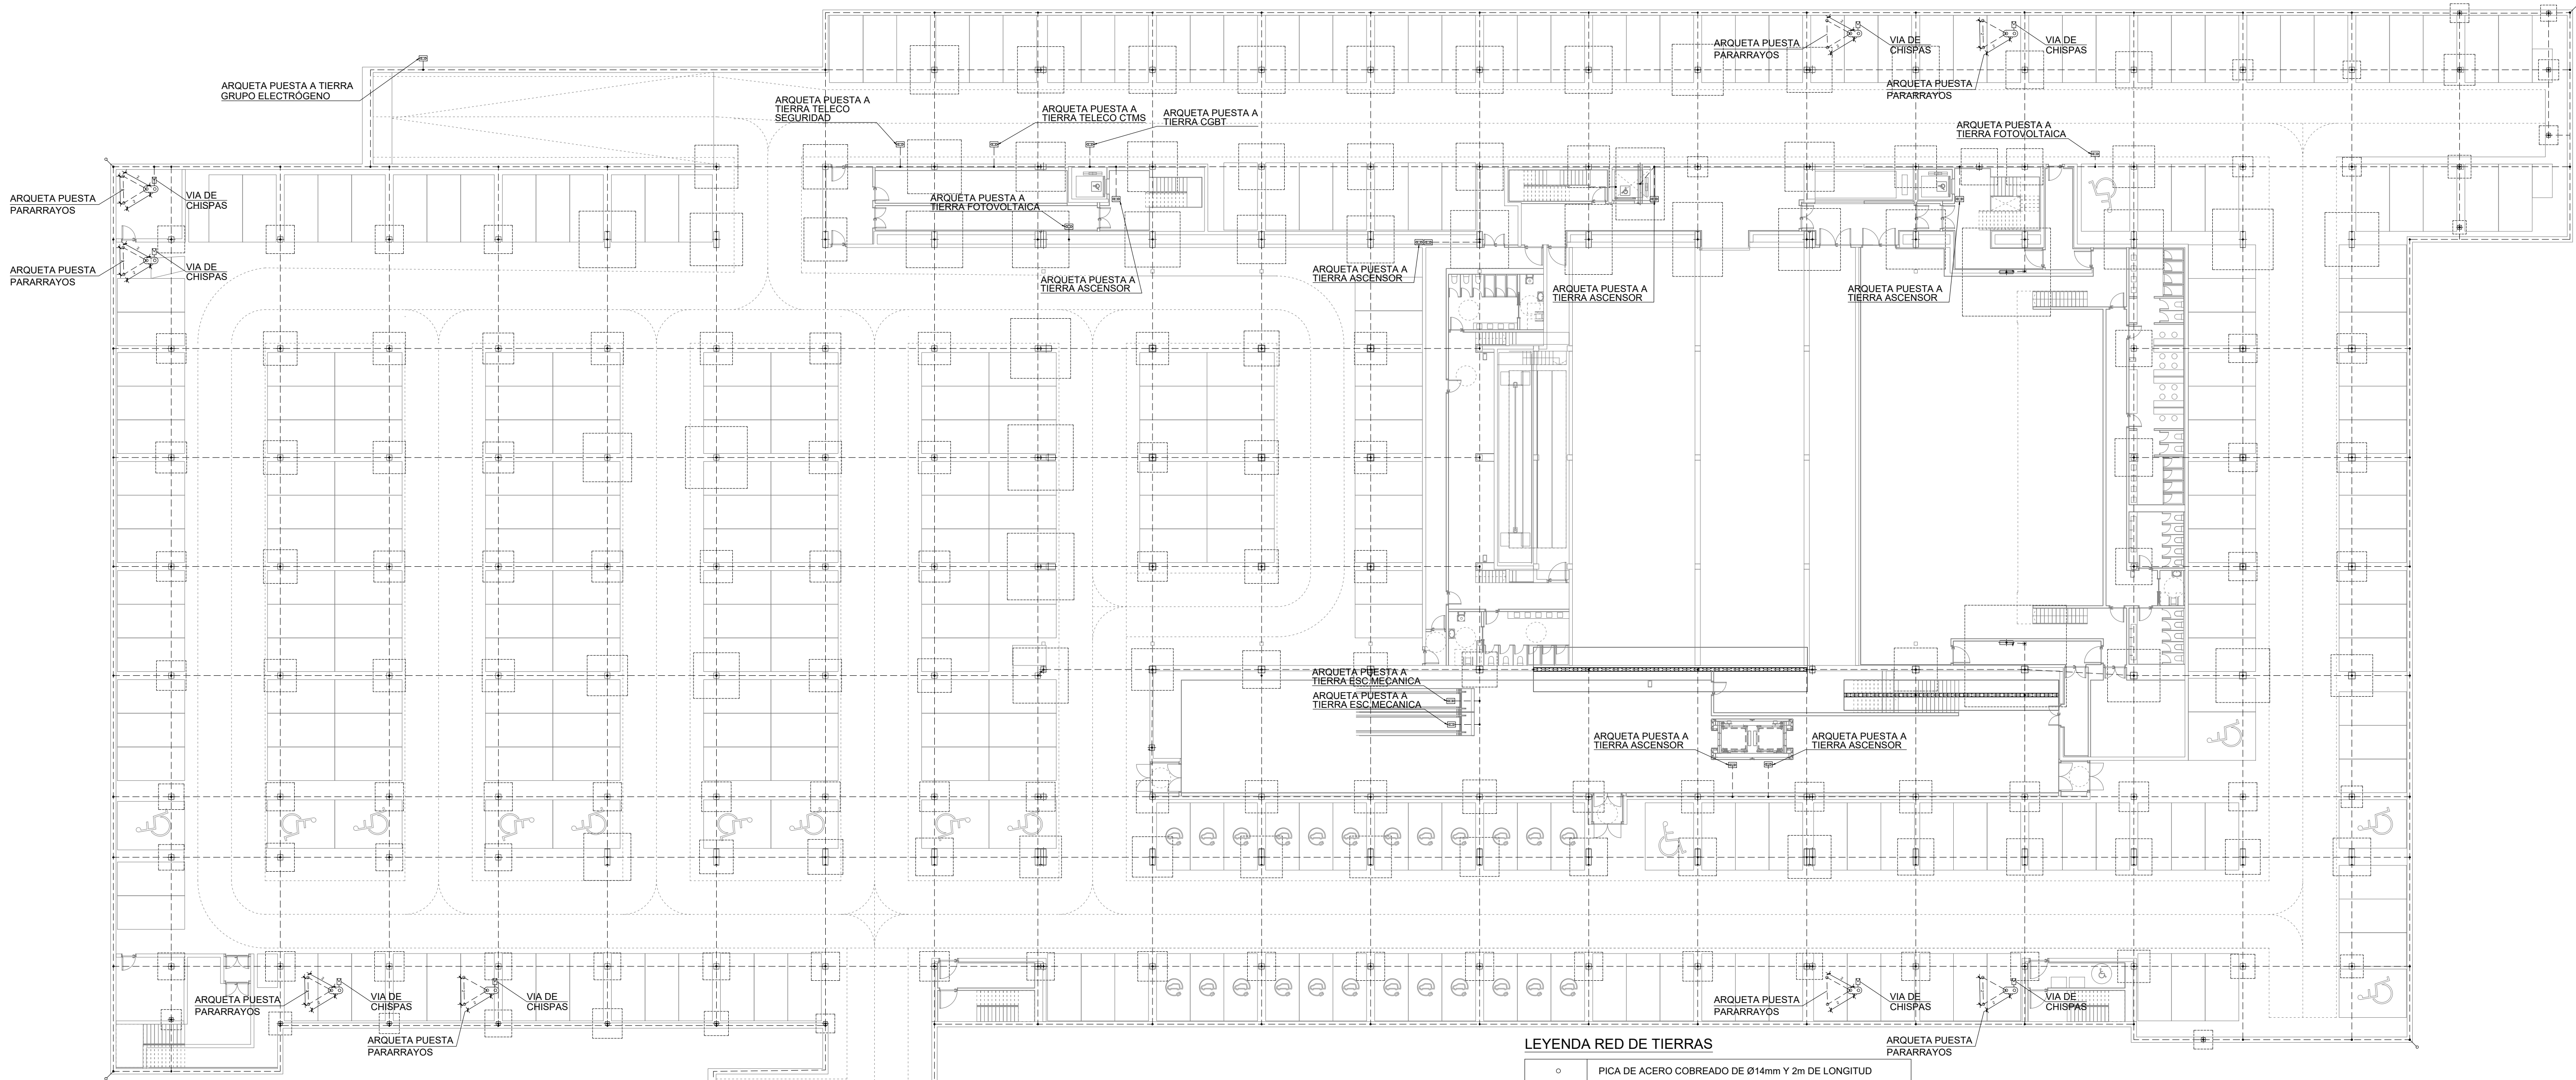 ARQUETA PUESTA
PARARRAYOS
VIA DE
CHISPAS
VIA DE
CHISPAS
ARQUETA PUESTA
PARARRAYOS
ARQUETA PUESTA A TIERRA
GRUPO ELECTRÓGENO
ARQUETA PUESTA A
TIERRA TELECO
SEGURIDAD
ARQUETA PUESTA A
TIERRA TELECO CTMS
ARQUETA PUESTA A
TIERRA CGBT
ARQUETA PUESTA A
TIERRA FOTOVOLTAICA
ARQUETA PUESTA
PARARRAYOS
VIA DE
CHISPAS
ARQUETA PUESTA A
TIERRA FOTOVOLTAICA
ARQUETA PUESTA
PARARRAYOS
VIA DE
CHISPAS
ARQUETA PUESTA A
TIERRA ASCENSOR
ARQUETA PUESTA A
TIERRA ASCENSOR
ARQUETA PUESTA A
TIERRA ASCENSOR
ARQUETA PUESTA A
TIERRA ASCENSOR
ARQUETA PUESTA A
TIERRA ESC.MECANICA
ARQUETA PUESTA A
TIERRA ESC.MECANICA
ARQUETA PUESTA A
TIERRA ASCENSOR
ARQUETA PUESTA A
TIERRA ASCENSOR
ARQUETA PUESTA
PARARRAYOS
VIA DE
CHISPAS
VIA DE
CHISPAS
ARQUETA PUESTA
PARARRAYOS
ARQUETA PUESTA
PARARRAYOS
VIA DE
CHISPAS
VIA DE
CHISPAS
ARQUETA PUESTA
PARARRAYOS
LEYENDA RED DE TIERRAS
PICA DE ACERO COBREADO DE Ø14mm Y 2m DE LONGITUD